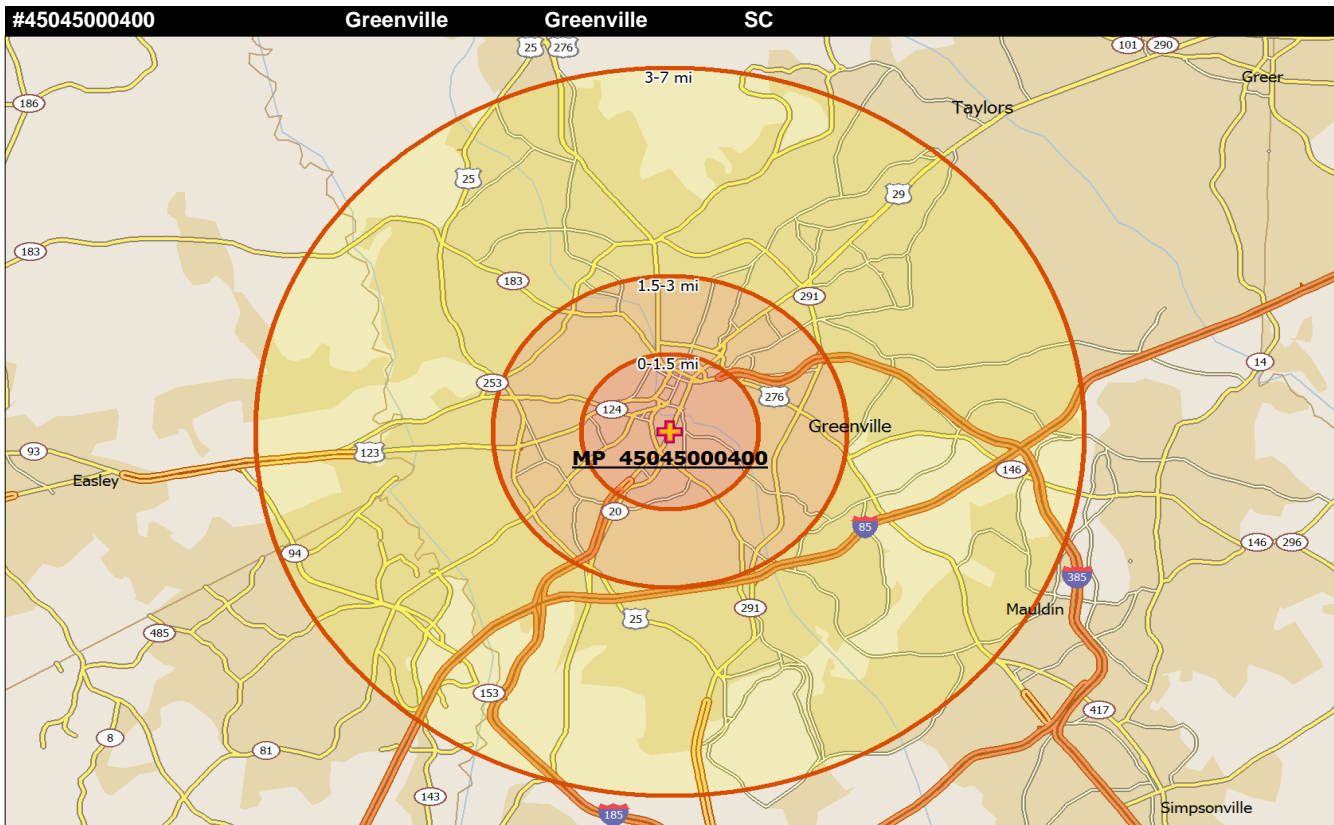 #45045000400 Greenville Greenville SC
25 276
101 290
3-7 mi
Greer
186
Taylors
25
29
183
183
1.5-3 mi
291
0-1.5 mi
14
253
276
124
Greenville
93
123
MP 45045000400
146
Easley
20
85
146 296
94
385
291
Mauldin
25
485
153
417
8
81
143
Simpsonville
185